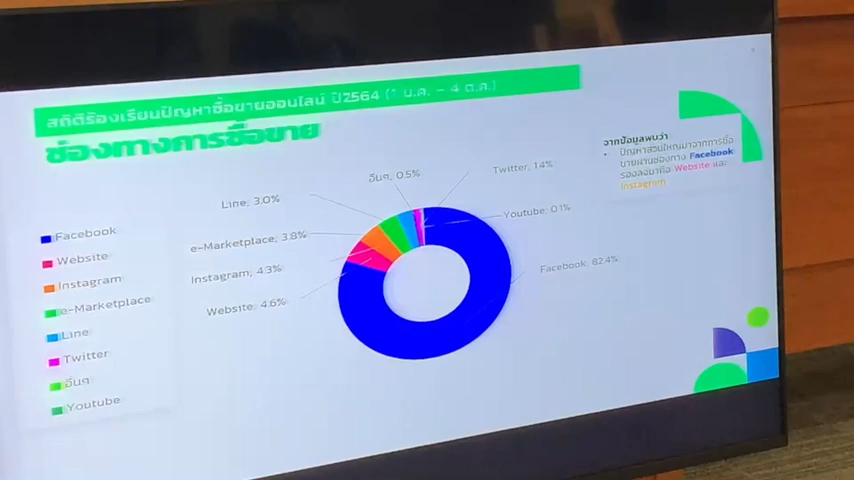 สถิติร้องเรียนปัญหาซื้อขายออนไลน์ ปี2564 (1 ม.ค. - 4 ต.ค.)
ช่องทางการซื้อขาย
จากข้อมูลพบว่า
• ปัญหาส่วนใหญ่มาจากการซื้อ
ขายผ่านช่องทาง Facebook
รองลงมาคือ Website และ
Instagram
อื่นๆ, 0.5%
Twitter, 1.4%
Line, 3.0%
Youtube, 0.1%
e-Marketplace, 3.8%
Facebook, 82.4%
Instagram, 4.3%
Website, 4.6%
Facebook
Website
Instagram
e-Marketplace
Line
Twitter
อื่นๆ
Youtube